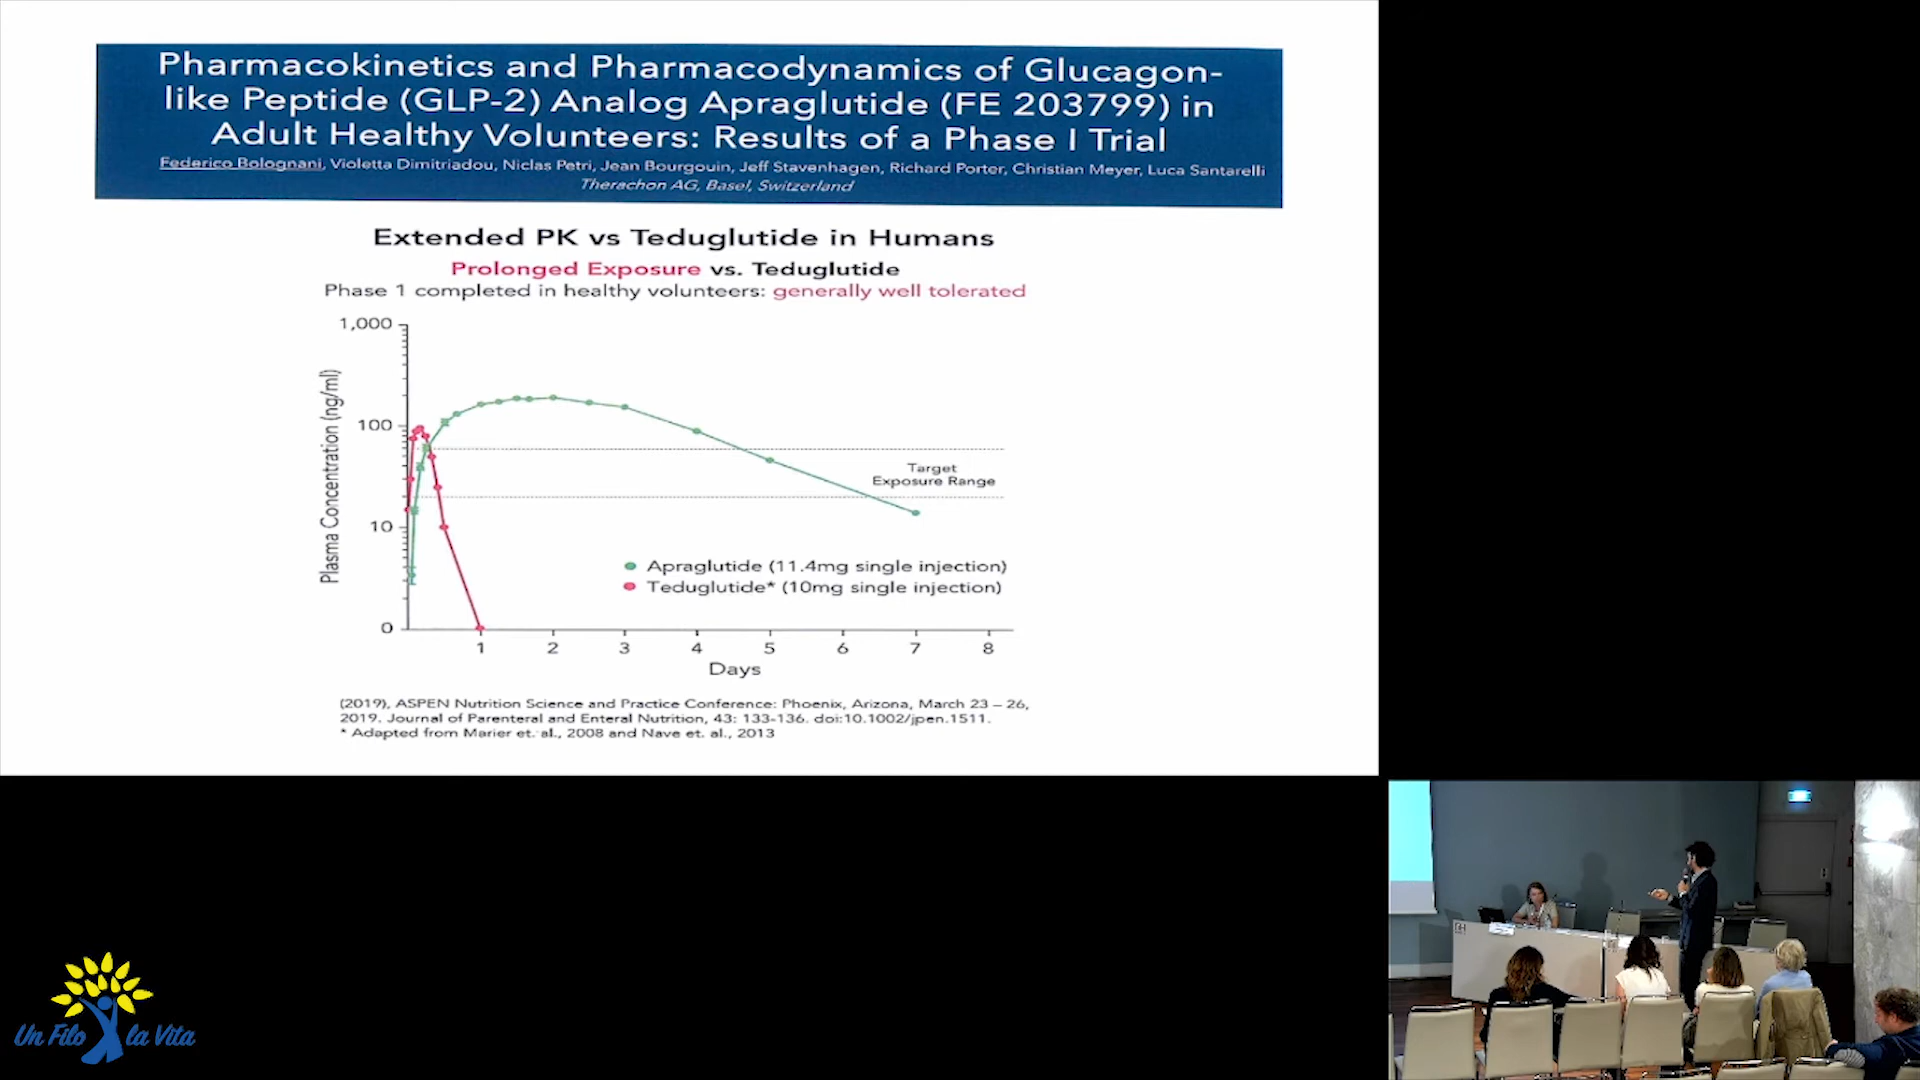 Pharmacokinetics and Pharmacodynamics of Glucagon-
like Peptide (GLP-2) Analog Apraglutide (FE 203799) in
Adult Healthy Volunteers: Results of a Phase I Trial
Federico Bolognani, Violetta Dimitriadou, Niclas Petri, Jean Bourgouin, Jeff Stavenhagen, Richard Porter, Christian Meyer, Luca Santarelli
Therachon AG, Basel, Switzerland
Extended PK vs Teduglutide in Humans
Prolonged Exposure vs. Teduglutide
Phase 1 completed in healthy volunteers: generally well tolerated
1,000
100
10
0
Plasma Concentration (ng/ml)
Target
Exposure Range
Apraglutide (11.4mg single injection)
Teduglutide* (10mg single injection)
1 2 3 4 5 6 7 8
Days
(2019), ASPEN Nutrition Science and Practice Conference: Phoenix, Arizona, March 23 – 26,
2019. Journal of Parenteral and Enteral Nutrition, 43: 133-136. doi:10.1002/jpen.1511.
* Adapted from Marier et. al., 2008 and Nave et. al., 2013
Un Filo la Vita